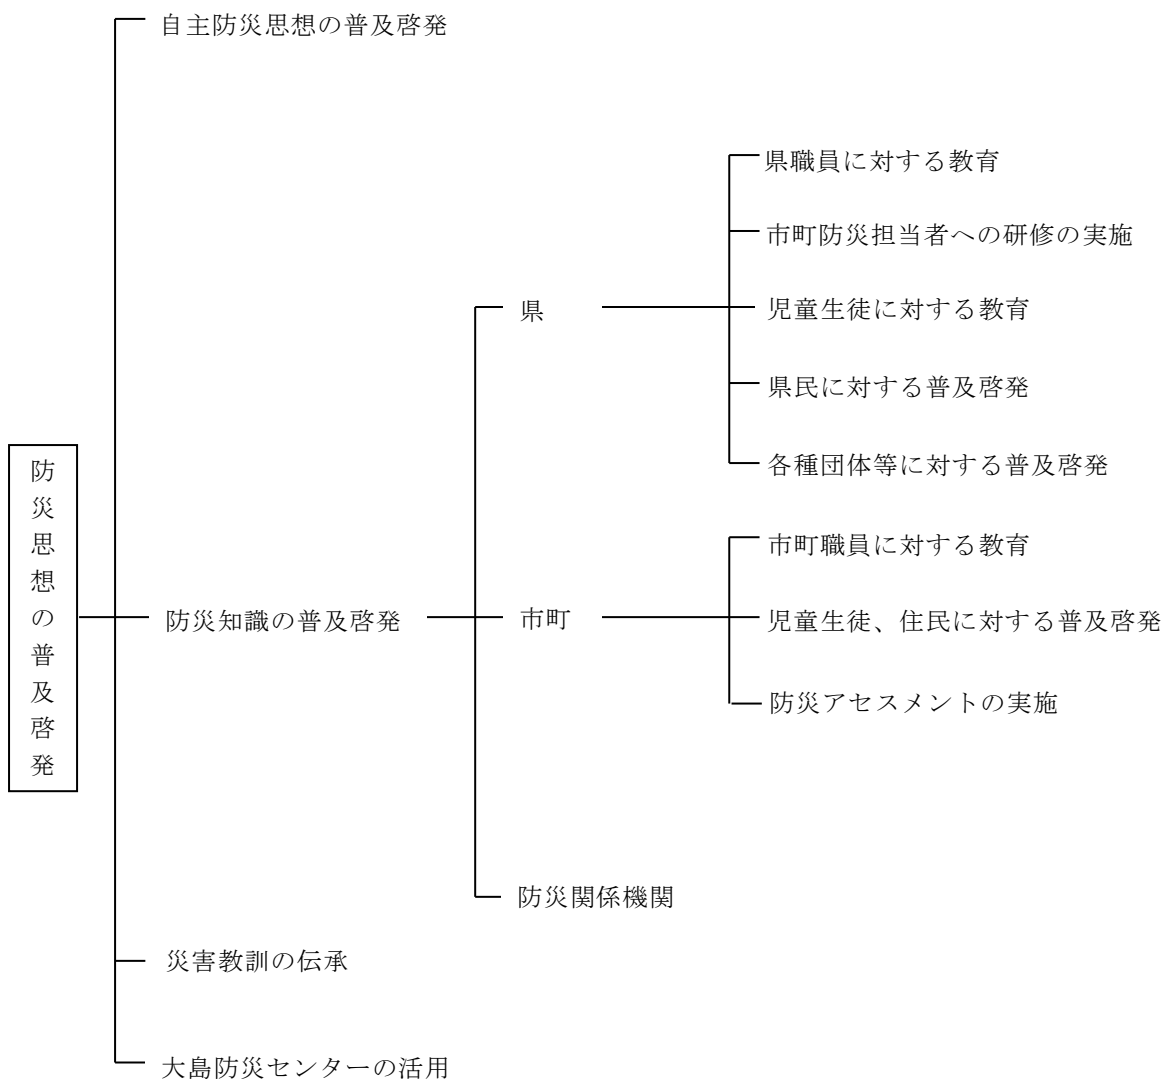 自主防災思想の普及啓発
県職員に対する教育
市町防災担当者への研修の実施
県
児童生徒に対する教育
県民に対する普及啓発
各種団体等に対する普及啓発
防災思想の普及啓発
市町職員に対する教育
防災知識の普及啓発
市町
児童生徒、住民に対する普及啓発
防災アセスメントの実施
防災関係機関
災害教訓の伝承
大島防災センターの活用